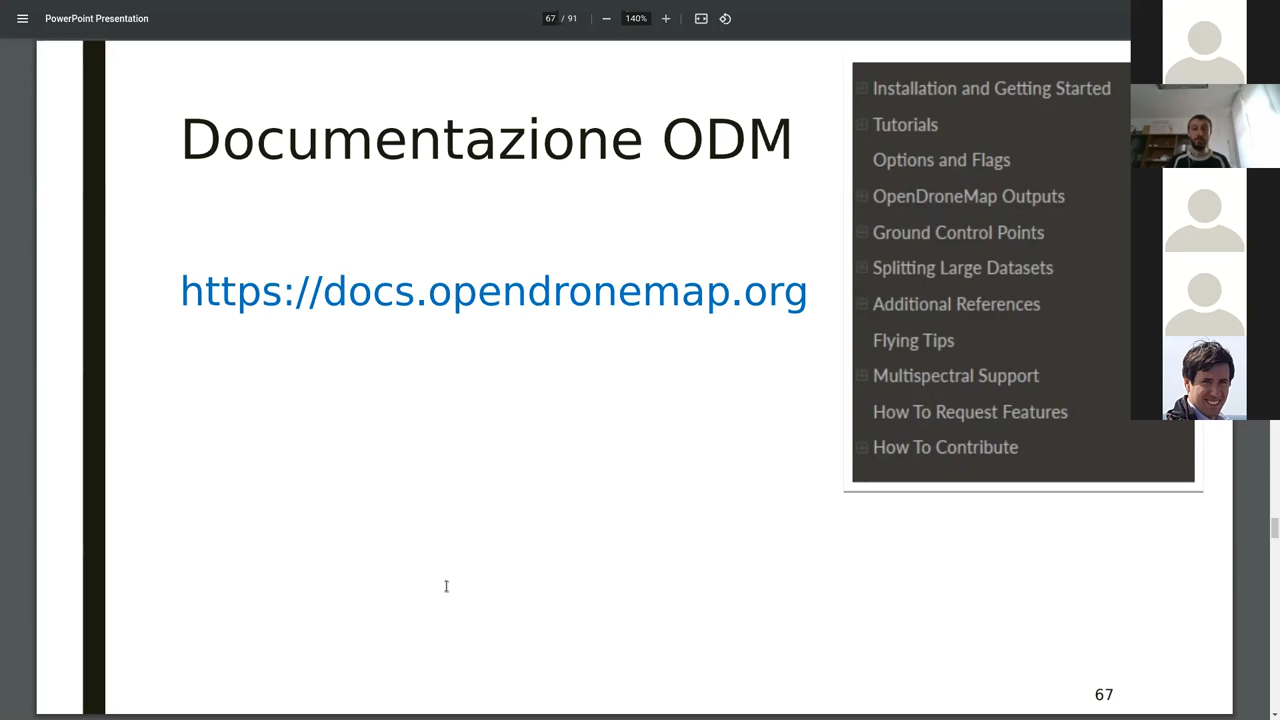 PowerPoint Presentation
67 / 91
140%
Documentazione ODM
https://docs.opendronemap.org
Installation and Getting Started
Tutorials
Options and Flags
OpenDroneMap Outputs
Ground Control Points
Splitting Large Datasets
Additional References
Flying Tips
Multispectral Support
How To Request Features
How To Contribute
67